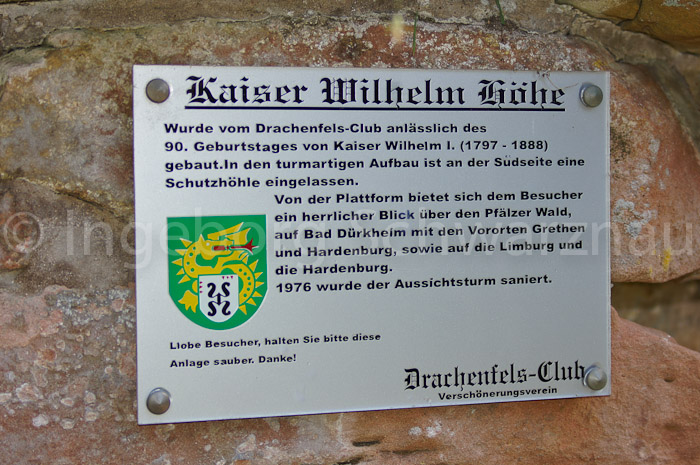 Kaiser Wilhelm Höhe
Wurde vom Drachenfels-Club anlässlich des
90. Geburtstages von Kaiser Wilhelm I. (1797 - 1888)
gebaut.In den turmartigen Aufbau ist an der Südseite eine
Schutzhöhle eingelassen.
Von der Plattform bietet sich dem Besucher
ein herrlicher Blick über den Pfälzer Wald,
auf Bad Dürkheim mit den Vororten Grethen
und Hardenburg, sowie auf die Limburg und
die Hardenburg.
1976 wurde der Aussichtsturm saniert.
Liobe Besucher, halten Sie bitte diese
Anlage sauber. Danke!
Drachenfels-Club
Verschönerungsverein